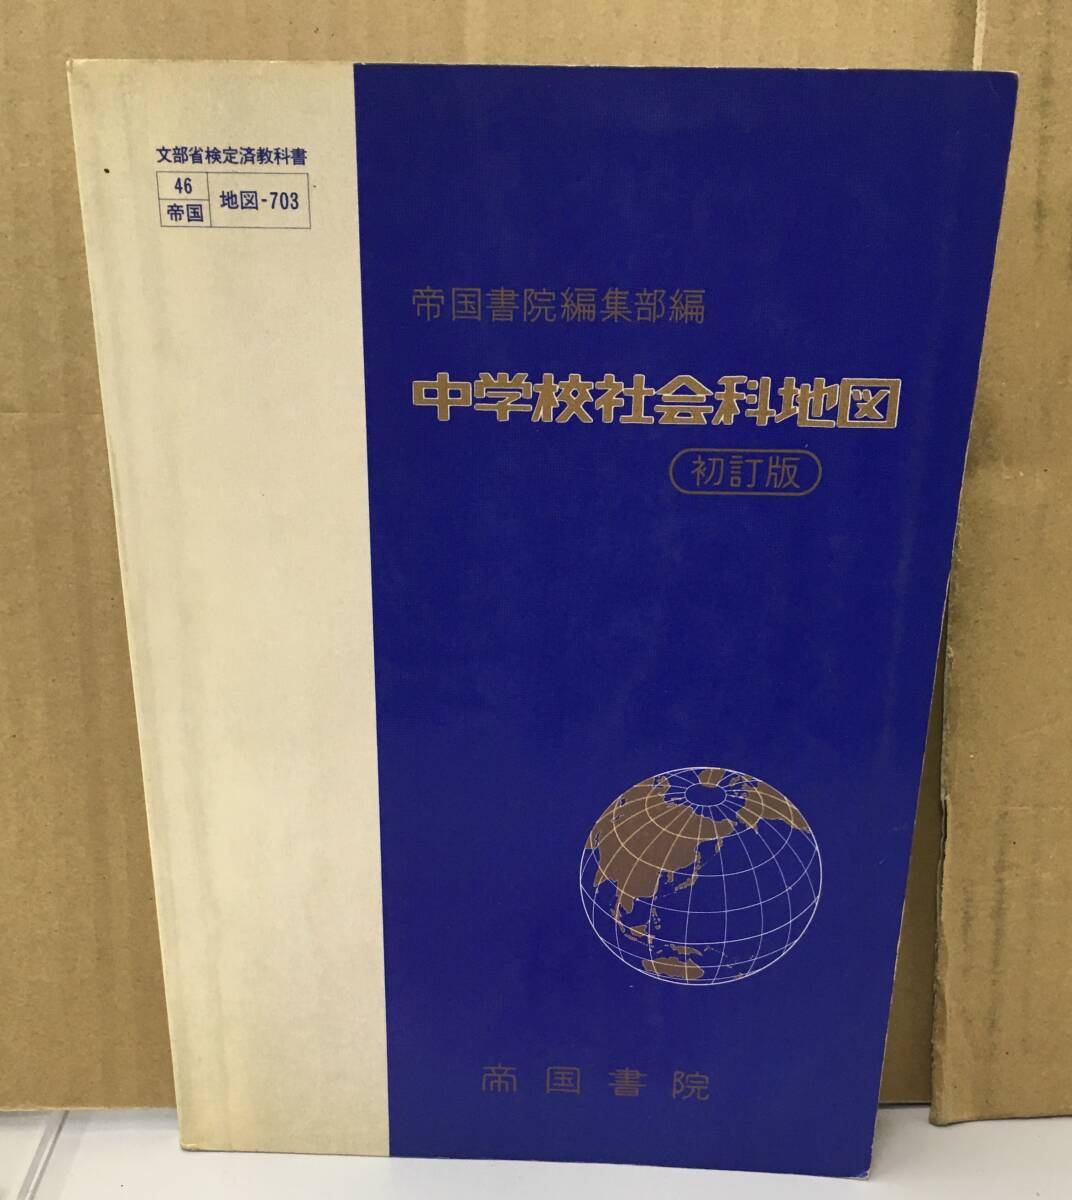 文部省検定済教科書
46
帝国
地図-703
帝国書院編集部編
中学校社会科地図
初訂版
帝国書院